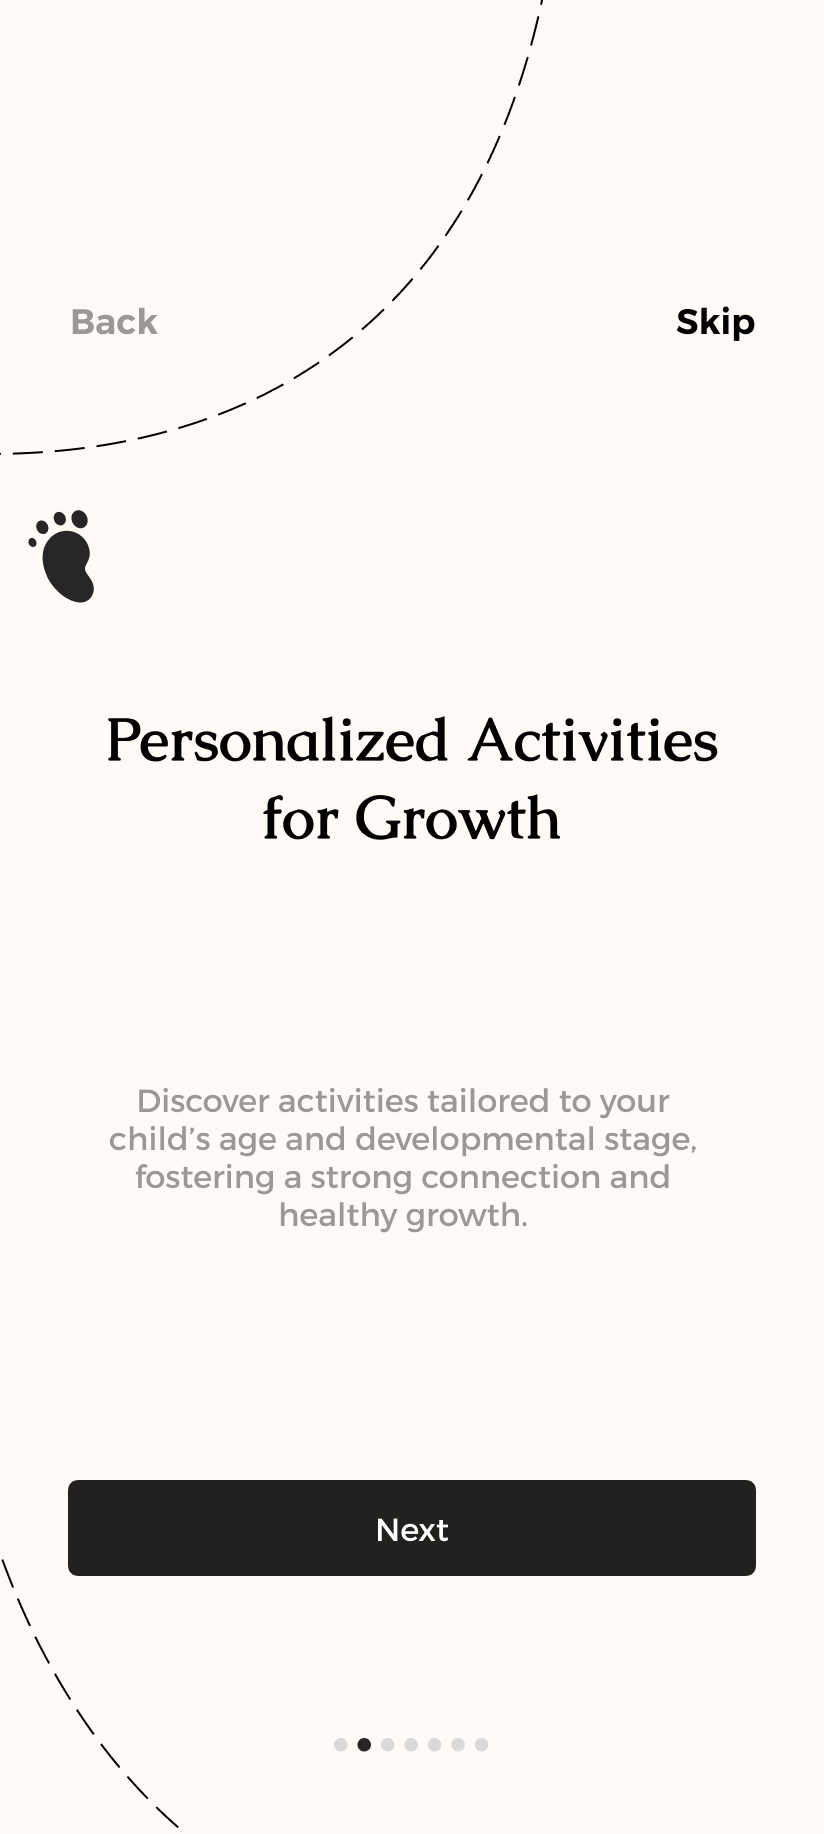 Back
Skip
Personalized Activities
for Growth
Discover activities tailored to your
child’s age and developmental stage,
fostering a strong connection and
healthy growth.
Next